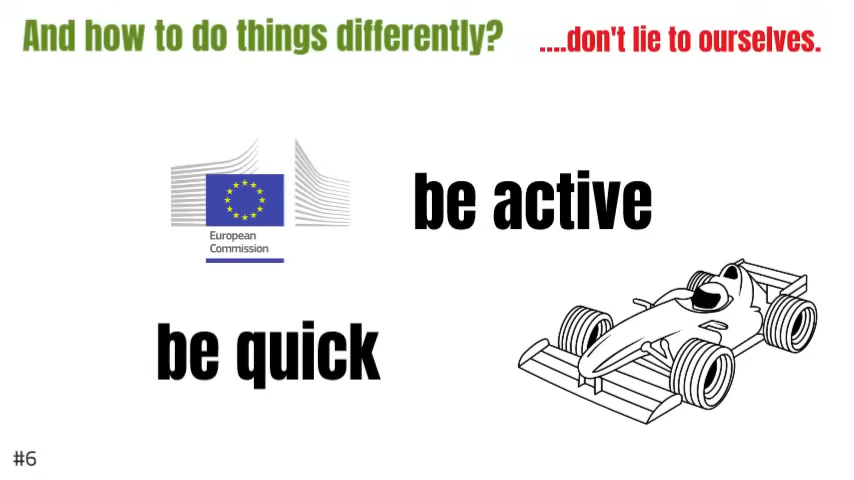 And how to do things differently?
....don't lie to ourselves.
European
Commission
be active
be quick
#6